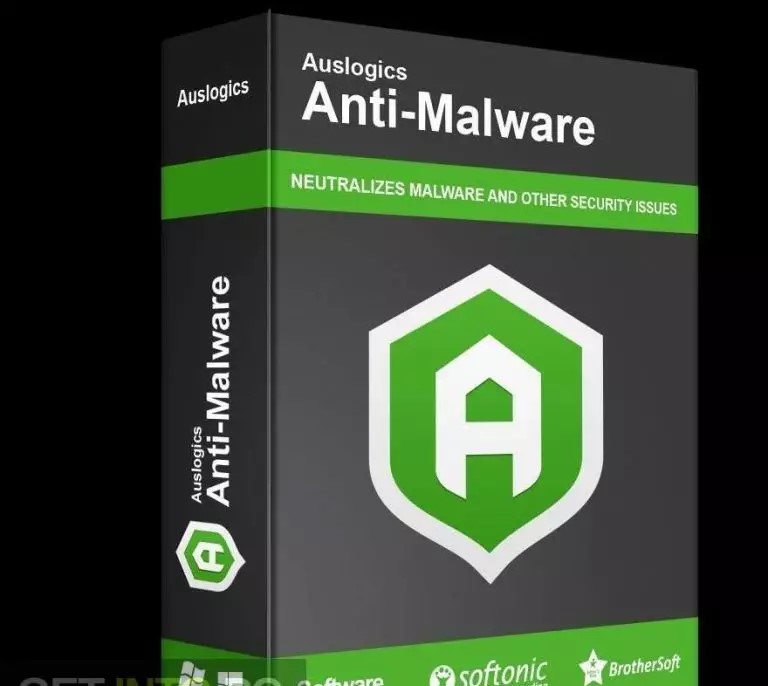 Auslogics
Auslogics
Anti-Malware
NEUTRALIZES MALWARE AND OTHER SECURITY ISSUES
Auslogics
Anti-Malware
A
A
softonic
BrotherSoft